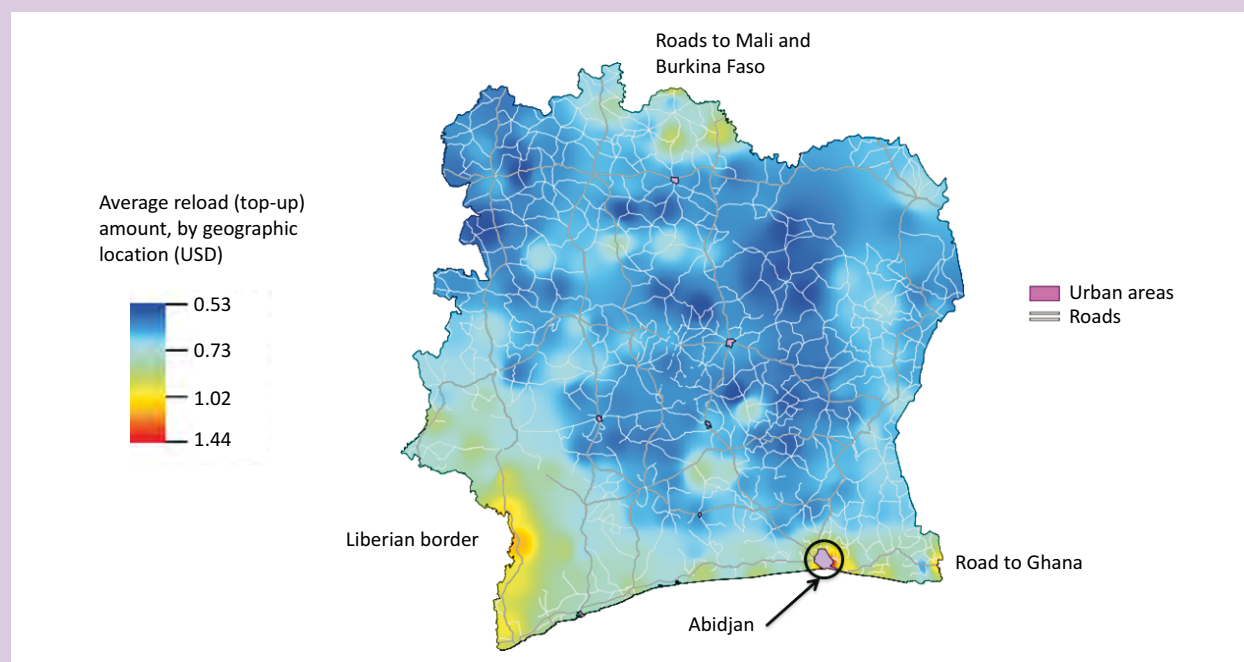 Roads to Mali and
Burkina Faso
Average reload (top-up)
amount, by geographic
location (USD)
0.53
0.73
1.02
1.44
Urban areas
Roads
Liberian border
Road to Ghana
Abidjan